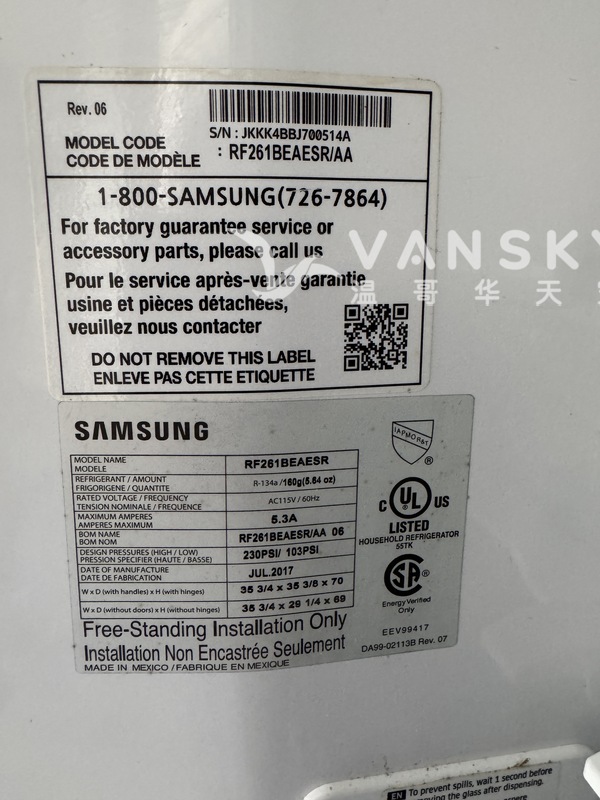 Rev. 06
S/N : JKKK4BBJ700514A
MODEL CODE
CODE DE MODÈLE : RF261BEAESR/AA
1-800-SAMSUNG(726-7864)
For factory guarantee service or
accessory parts, please call us
Pour le service après-vente garantie
usine et pièces détachées,
veuillez nous contacter
DO NOT REMOVE THIS LABEL
ENLEVE PAS CETTE ETIQUETTE
VANSKY
温哥华天
SAMSUNG
MODEL NAME
MODELE
RF261BEAESR
REFRIGERANT / AMOUNT
FRIGORIGENE / QUANTITE
R-134a /160g(5.64 oz)
RATED VOLTAGE / FREQUENCY
TENSION NOMINALE / FREQUENCE
AC115V / 60Hz
MAXIMUM AMPERES
AMPERES MAXIMUM
5.3A
BOM NAME
BOM NOM
RF261BEAESR/AA 06
DESIGN PRESSURES (HIGH / LOW)
PRESSION SPECIFIER (HAUTE / BASSE)
230PSI/ 103PSI
DATE OF MANUFACTURE
DATE DE FABRICATION
JUL.2017
W x D (with handles) x H (with hinges)
35 3/4 x 35 3/8 x 70
W x D (without doors) x H (without hinges)
35 3/4 x 29 1/4 x 69
Free-Standing Installation Only
Installation Non Encastrée Seulement
MADE IN MEXICO / FABRIQUE EN MEXIQUE
IAPMO R&T
®
C UL US
®
LISTED
HOUSEHOLD REFRIGERATOR
55TK
SA ®
Energy Verified
Only
EEV99417
DA99-02113B Rev. 07
EN To prevent spills, wait 1 second before
the glass after dispensing.